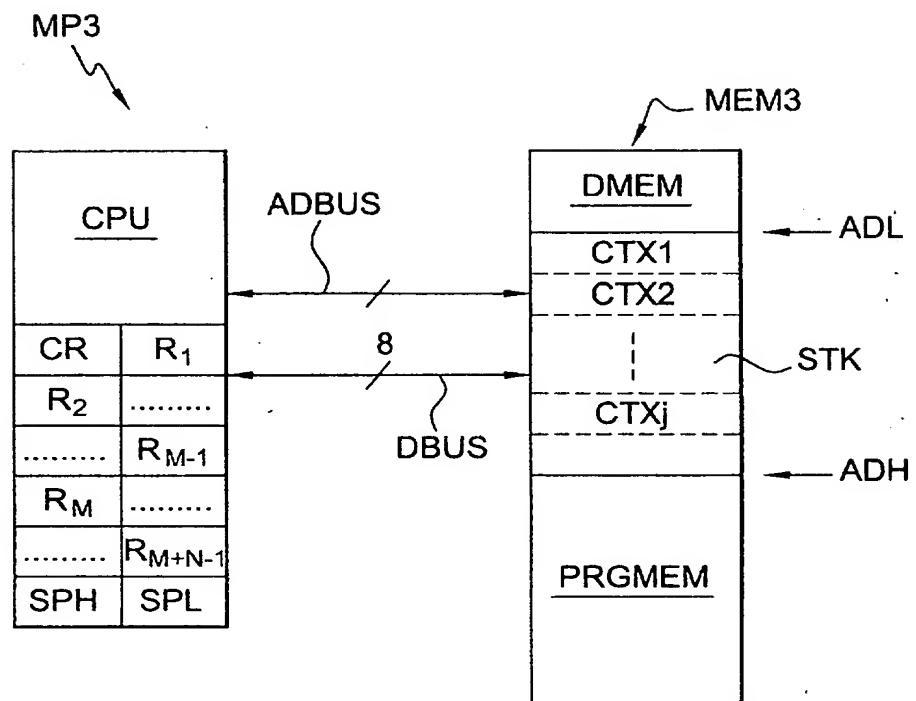 MP3
MEM3
CPU
ADBUS
DMEM
ADL
CTX1
CTX2
8
CR R1
STK
R2 .........
CTXj
DBUS
......... RM-1
ADH
RM .........
......... RM+N-1
PRGMEM
SPH SPL